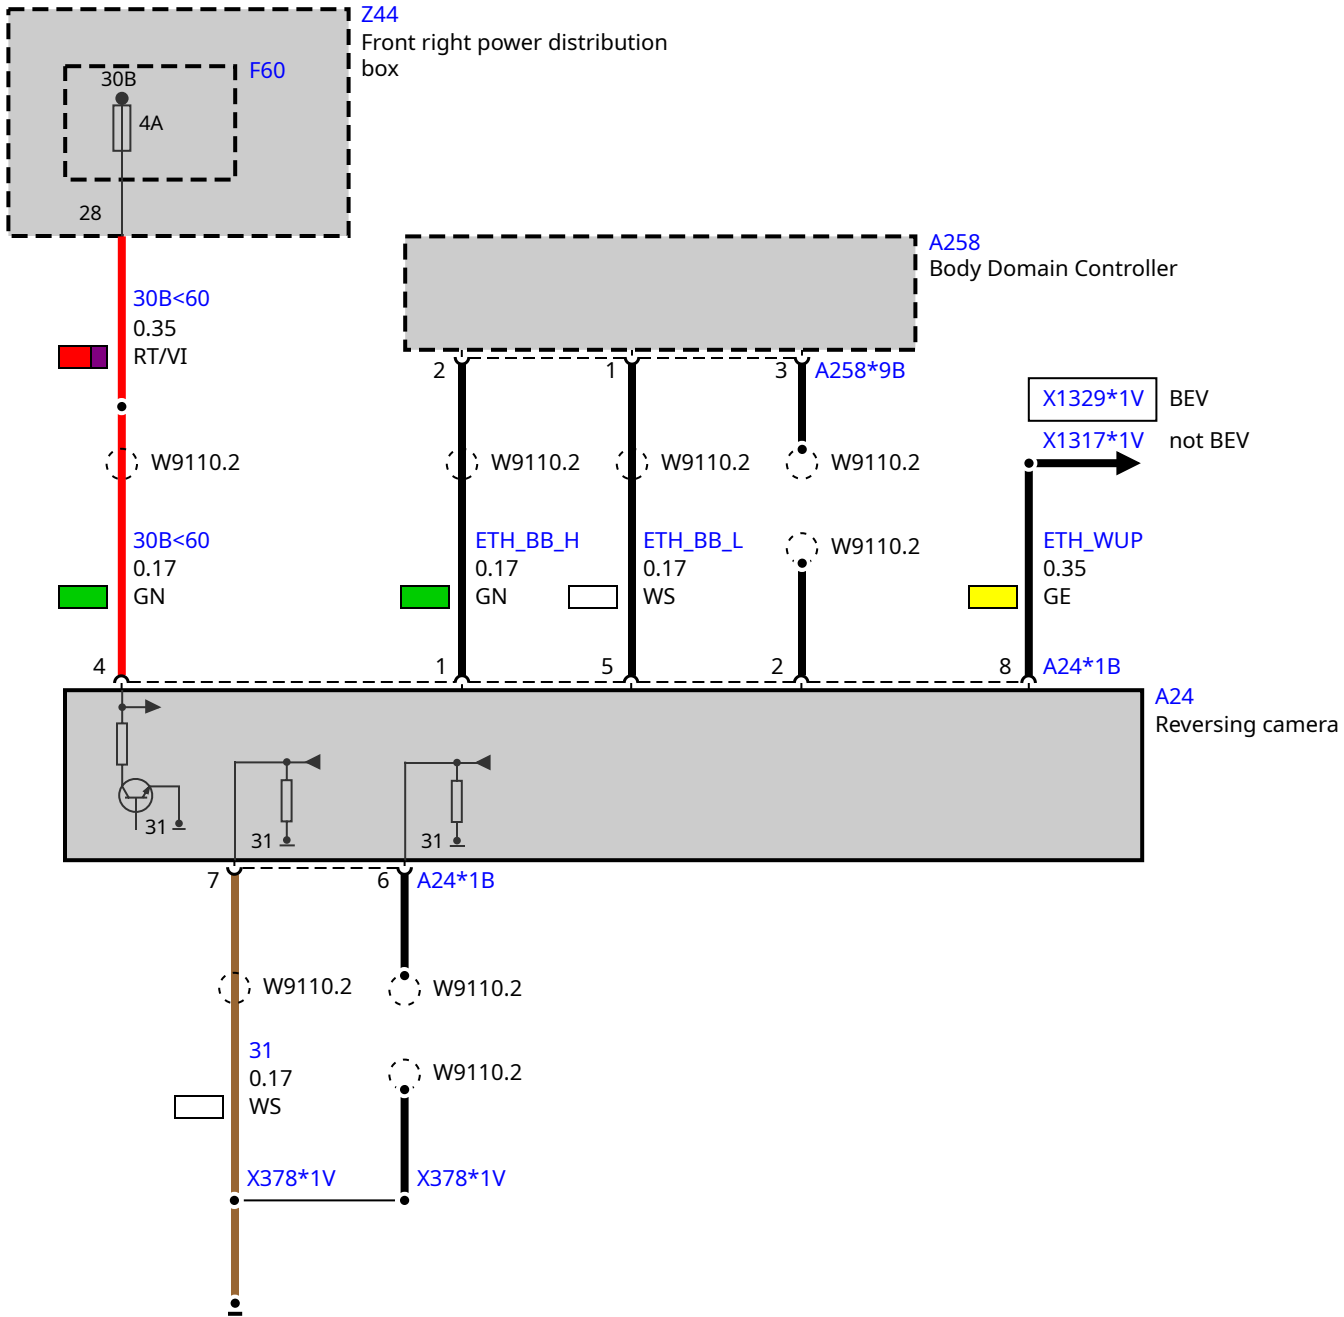 Z44
Front right power distribution
box
F60
30B
4A
28
A258
Body Domain Controller
30B<60
0.35
RT/VI
2
1
3
A258*9B
X1329*1V
BEV
X1317*1V
not BEV
W9110.2
W9110.2
W9110.2
W9110.2
30B<60
0.17
GN
ETH_BB_H
0.17
GN
ETH_BB_L
0.17
WS
W9110.2
ETH_WUP
0.35
GE
4
1
5
2
8
A24*1B
A24
Reversing camera
31
31
31
7
6
A24*1B
W9110.2
W9110.2
31
0.17
WS
W9110.2
X378*1V
X378*1V